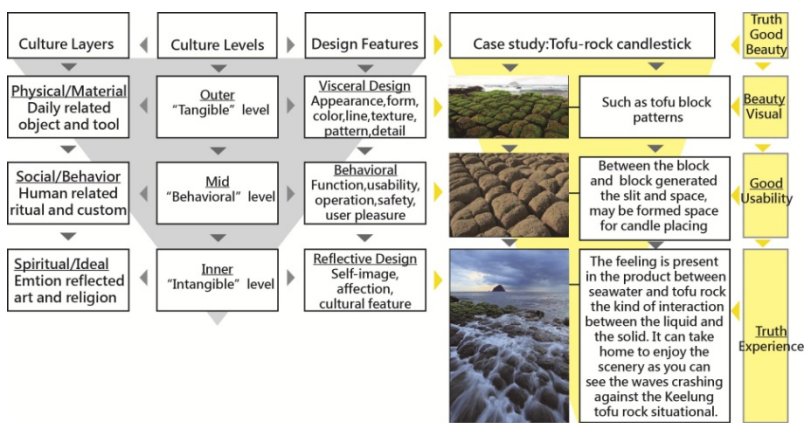 Culture Layers
Culture Levels
Design Features
Case study:Tofu-rock candlestick
Truth
Good
Beauty
Physical/Material
Daily related
object and tool
Outer
“Tangible” level
Visceral Design
Appearance,form,
color,line,texture,
pattern,detail
Such as tofu block
patterns
Beauty
Visual
Social/Behavior
Human related
ritual and custom
Mid
“Behavioral” level
Behavioral
Function,usability,
operation,safety,
user pleasure
Between the block
and block generated
the slit and space,
may be formed space
for candle placing
Good
Usability
Spiritual/Ideal
Emtion reflected
art and religion
Inner
“Intangible” level
Reflective Design
Self-image,
affection,
cultural feature
The feeling is present
in the product between
seawater and tofu rock
the kind of interaction
between the liquid and
the solid. It can take
home to enjoy the
scenery as you can
see the waves crashing
against the Keelung
tofu rock situational.
Truth
Experience